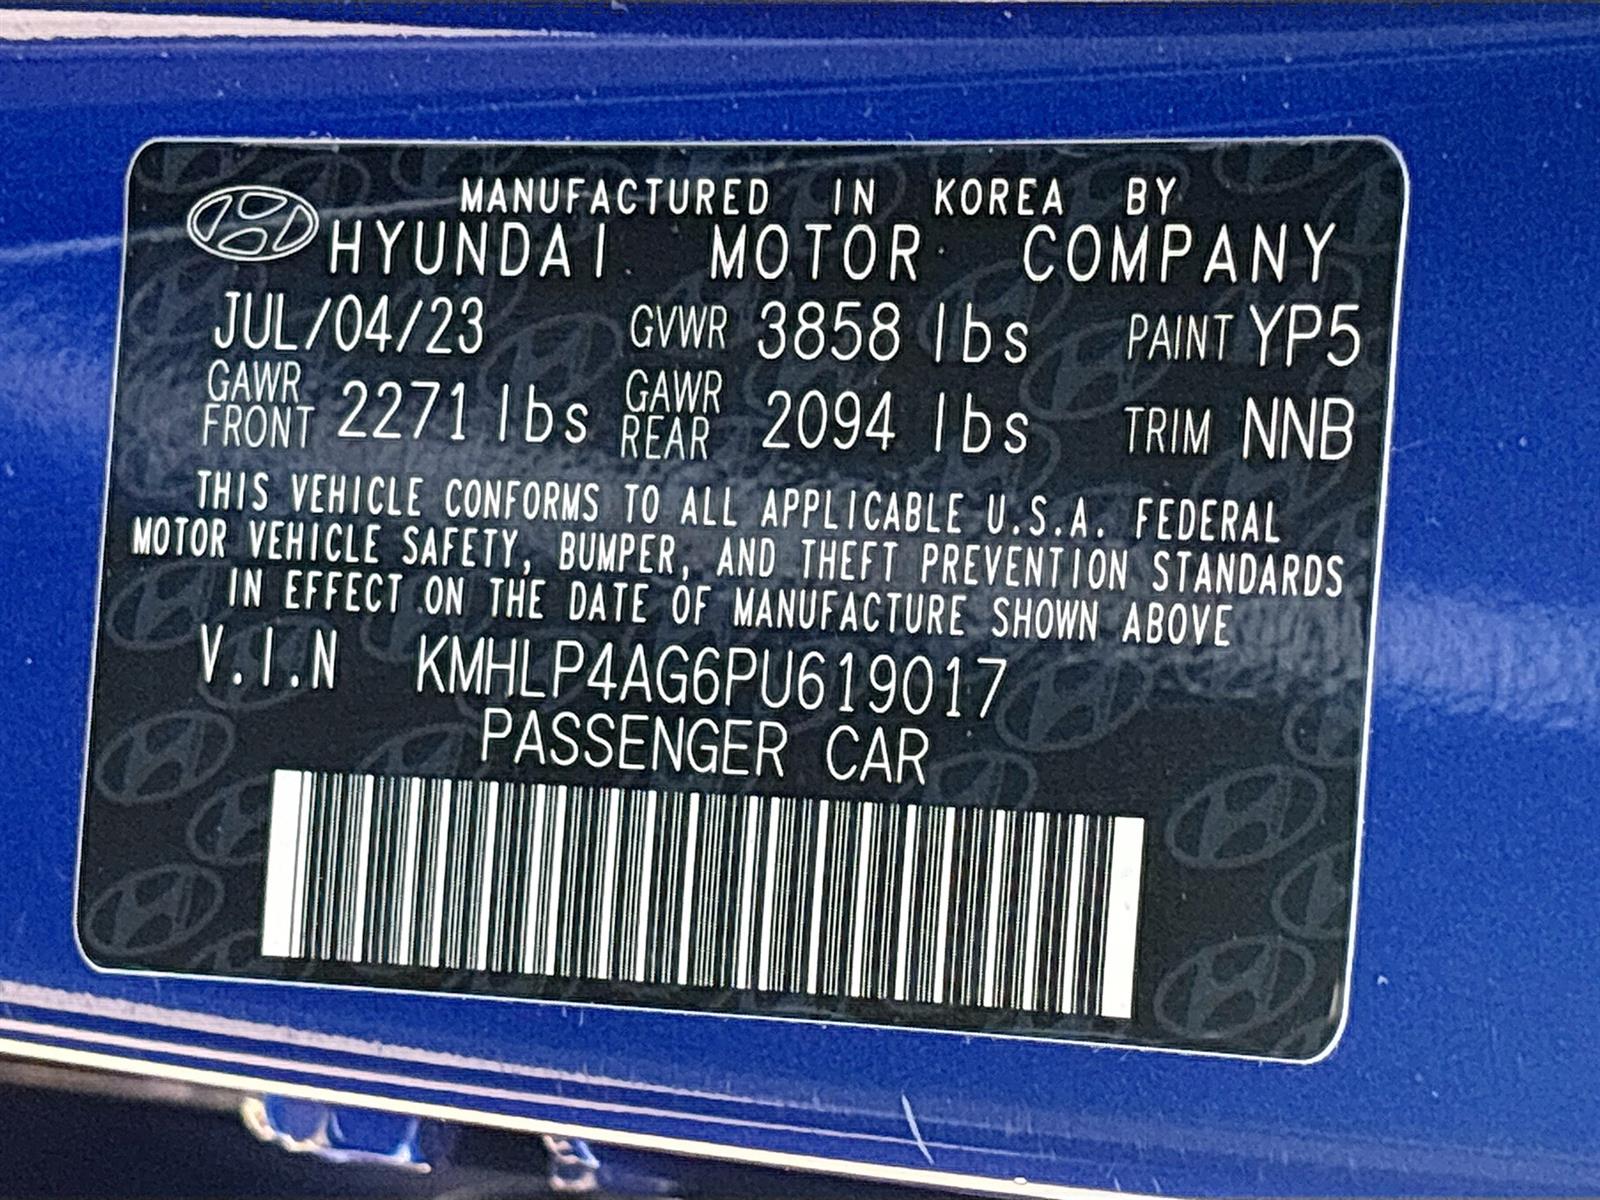 MANUFACTURED IN KOREA BY
HYUNDAI MOTOR COMPANY
JUL/04/23 GVWR 3858 lbs PAINT YP5
GAWR FRONT 2271 lbs GAWR REAR 2094 lbs TRIM NNB
THIS VEHICLE CONFORMS TO ALL APPLICABLE U.S.A. FEDERAL
MOTOR VEHICLE SAFETY, BUMPER, AND THEFT PREVENTION STANDARDS
IN EFFECT ON THE DATE OF MANUFACTURE SHOWN ABOVE
V.I.N KMHLP4AG6PU619017
PASSENGER CAR